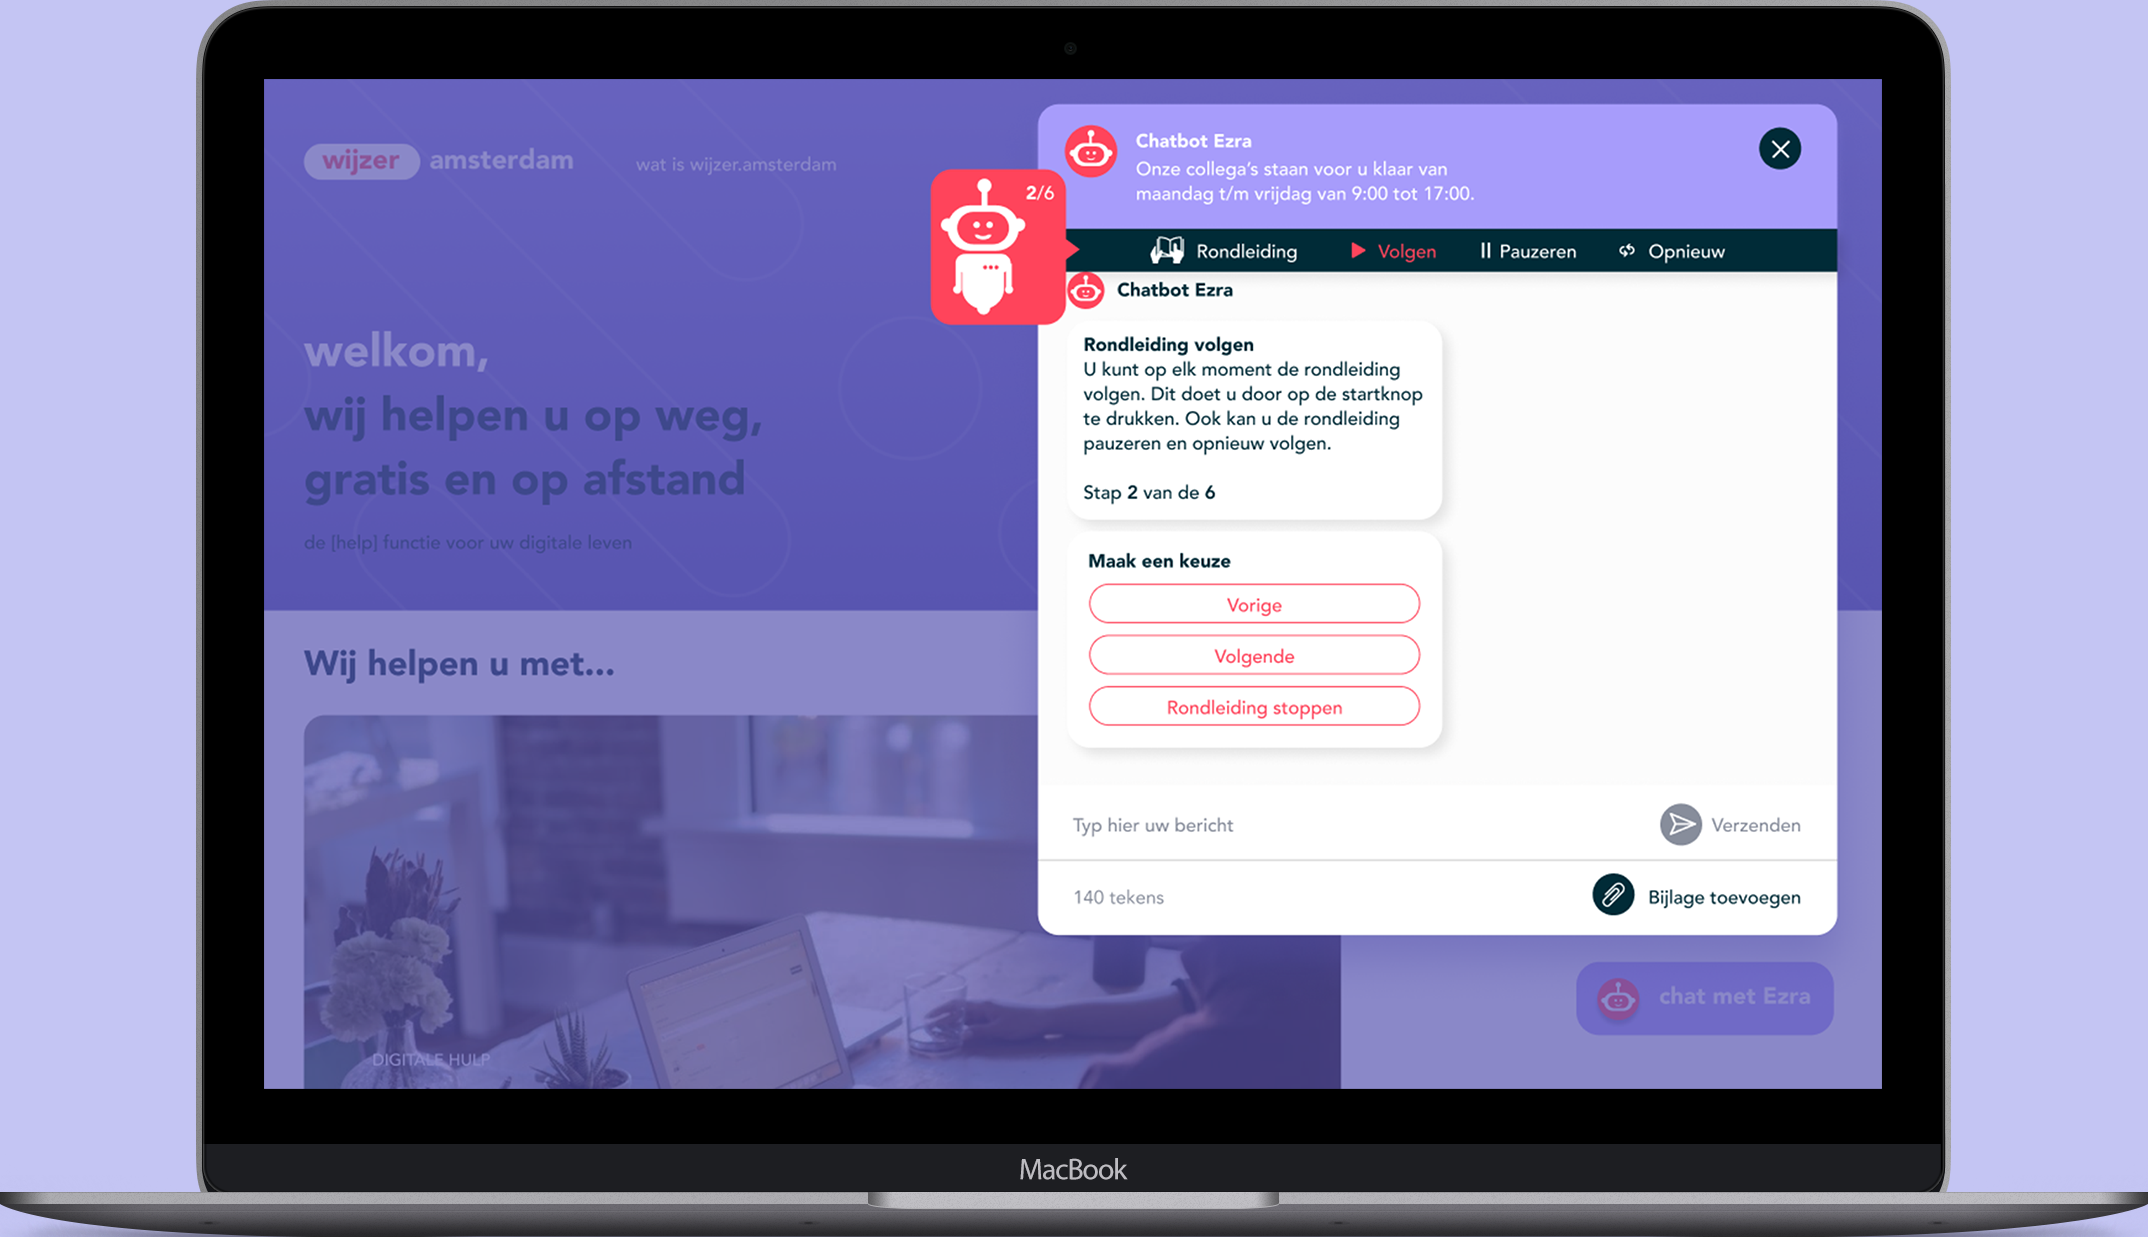 wijzer amsterdam
wat is wijzer.amsterdam
welkom,
wij helpen u op weg,
gratis en op afstand
de [help] functie voor uw digitale leven
Wij helpen u met...
DIGITALE HULP
2/6
Chatbot Ezra
Onze collega's staan voor u klaar van
maandag t/m vrijdag van 9:00 tot 17:00.
Rondleiding
Volgen
Pauzeren
Opnieuw
Chatbot Ezra
Rondleiding volgen
U kunt op elk moment de rondleiding
volgen. Dit doet u door op de startknop
te drukken. Ook kan u de rondleiding
pauzeren en opnieuw volgen.
Stap 2 van de 6
Maak een keuze
Vorige
Volgende
Rondleiding stoppen
Typ hier uw bericht
Verzenden
140 tekens
Bijlage toevoegen
chat met Ezra
MacBook